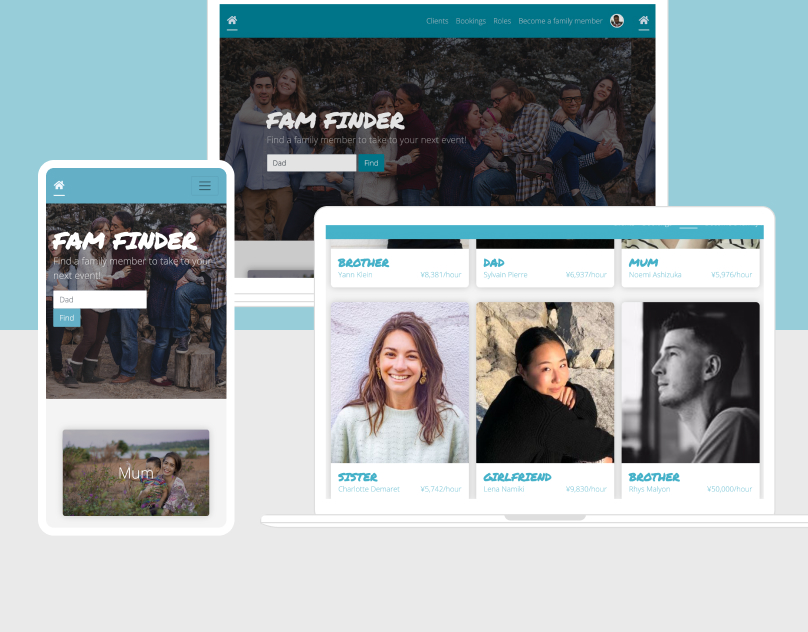 Clients Bookings Roles Become a family member
FAM FINDER
Find a family member to take to your next event!
Dad Find
FAM FINDER
Find a family member to take to your
next event!
Dad
Find
Mum
BROTHER
Yann Klein ¥8,381/hour
DAD
Sylvain Pierre ¥6,937/hour
MUM
Noemi Ashizuka ¥5,976/hour
SISTER
Charlotte Demaret ¥5,742/hour
GIRLFRIEND
Lena Namiki ¥9,830/hour
BROTHER
Rhys Malyon ¥50,000/hour